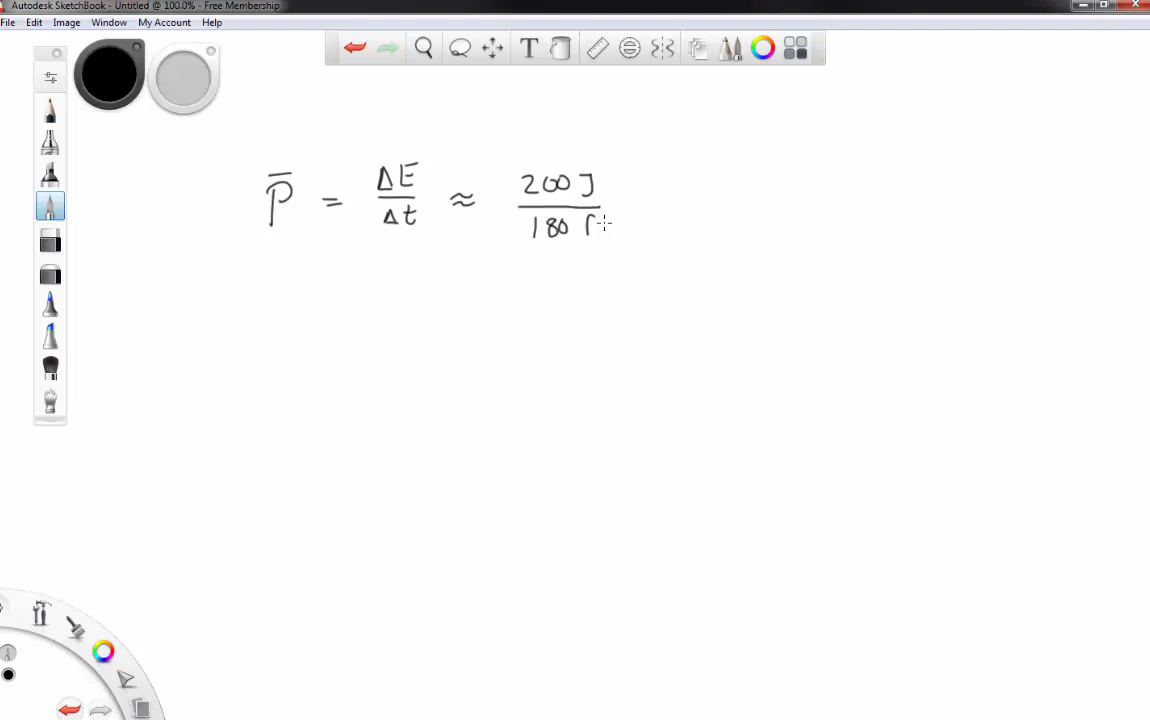 Autodesk SketchBook - Untitled @ 100.0% - Free Membership
File Edit Image Window My Account Help
P̄ = ΔE/Δt ≈ 200 J/180